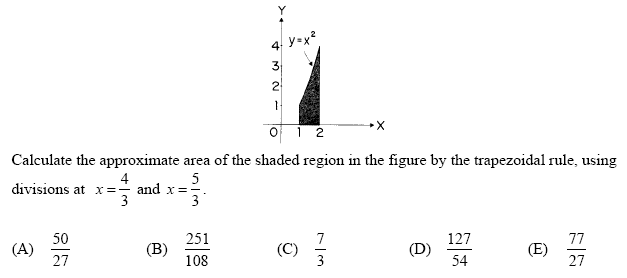 Y
4 y=x²
3
2
1
O 1 2 X
Calculate the approximate area of the shaded region in the figure by the trapezoidal rule, using
divisions at x = 4/3 and x = 5/3.
(A) 50/27 (B) 251/108 (C) 7/3 (D) 127/54 (E) 77/27